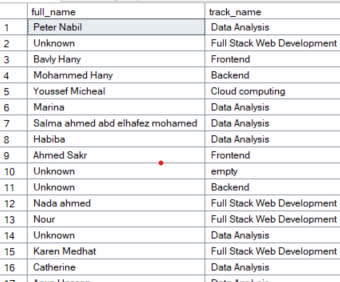 full_name track_name
1 Peter Nabil Data Analysis
2 Unknown Full Stack Web Development
3 Bavly Hany Frontend
4 Mohammed Hany Backend
5 Youssef Micheal Cloud computing
6 Marina Data Analysis
7 Salma ahmed abd elhafez mohamed Data Analysis
8 Habiba Data Analysis
9 Ahmed Sakr Frontend
10 Unknown empty
11 Unknown Backend
12 Nada ahmed Full Stack Web Development
13 Nour Full Stack Web Development
14 Unknown Data Analysis
15 Karen Medhat Full Stack Web Development
16 Catherine Data Analysis